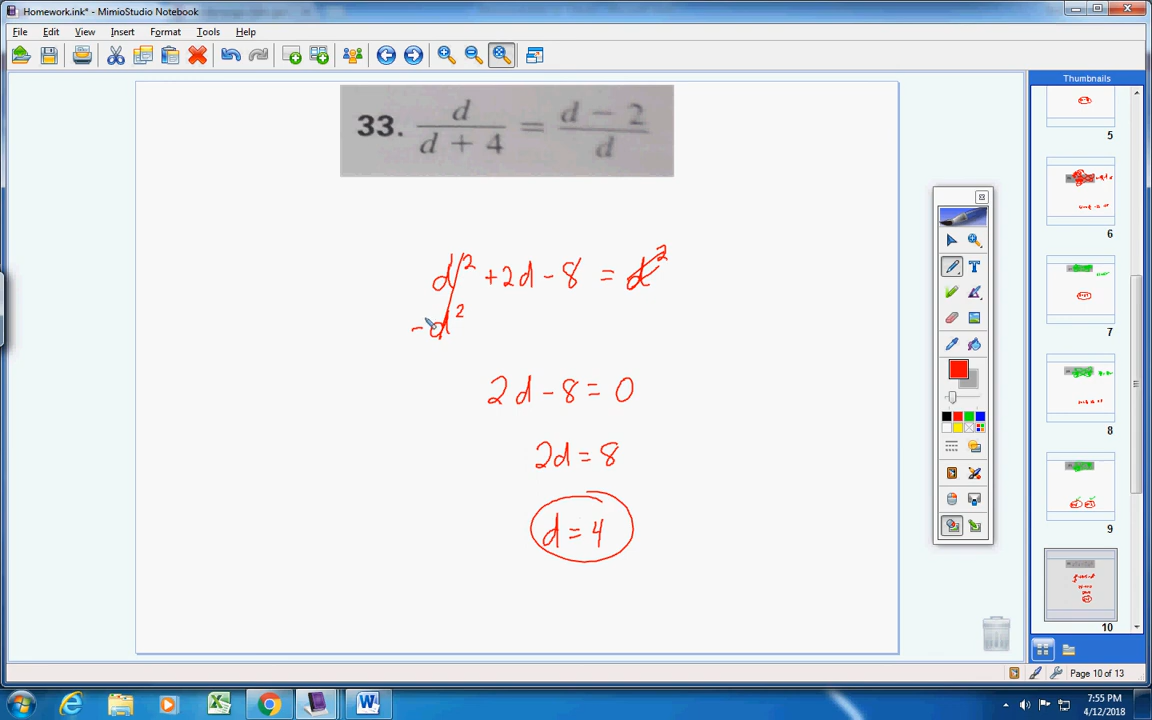 Homework.ink* - MimioStudio Notebook
File Edit View Insert Format Tools Help
Thumbnails
33. d/(d + 4) = (d − 2)/d
d² + 2d - 8 = d²
-d²
2d - 8 = 0
2d = 8
d = 4
T
5
6
7
8
9
10
Page 10 of 13
7:55 PM
4/12/2018